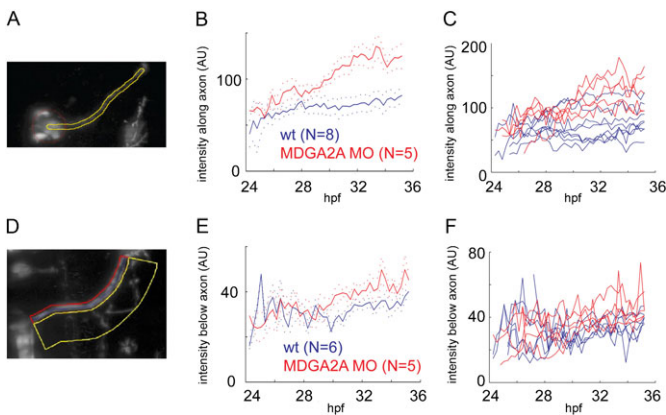 A
B
intensity along axon (AU)
100
0
wt (N=8)
MDGA2A MO (N=5)
24
28
32
36
hpf
C
intensity along axon (AU)
200
100
0
24
28
32
36
hpf
D
E
intensity below axon (AU)
40
0
wt (N=6)
MDGA2A MO (N=5)
24
28
32
36
hpf
F
intensity below axon (AU)
80
40
0
24
28
32
36
hpf